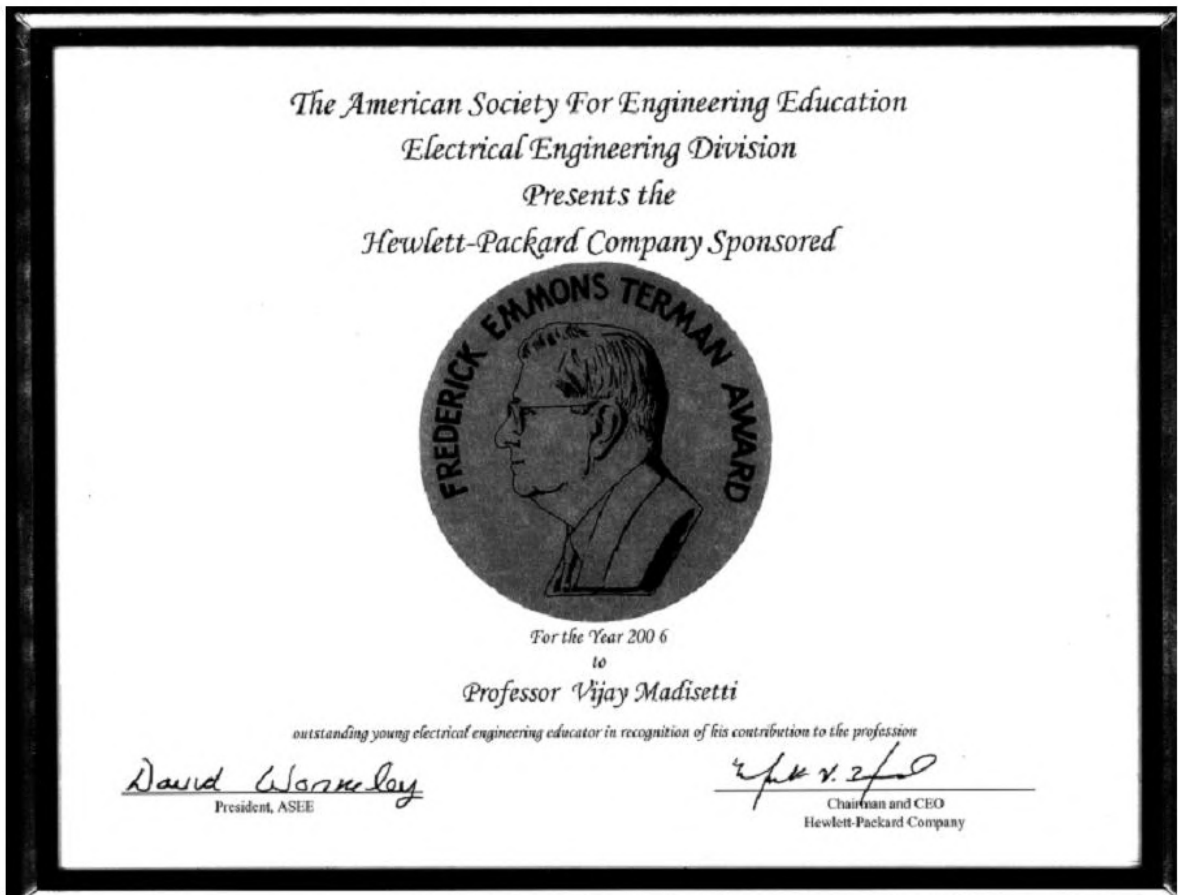 The American Society For Engineering Education
Electrical Engineering Division
Presents the
Hewlett-Packard Company Sponsored
FREDERICK EMMONS TERMAN AWARD
For the Year 200 6
to
Professor Vijay Madisetti
outstanding young electrical engineering educator in recognition of his contribution to the profession
David
President, ASEE
Chairman and CEO
Hewlett-Packard Company